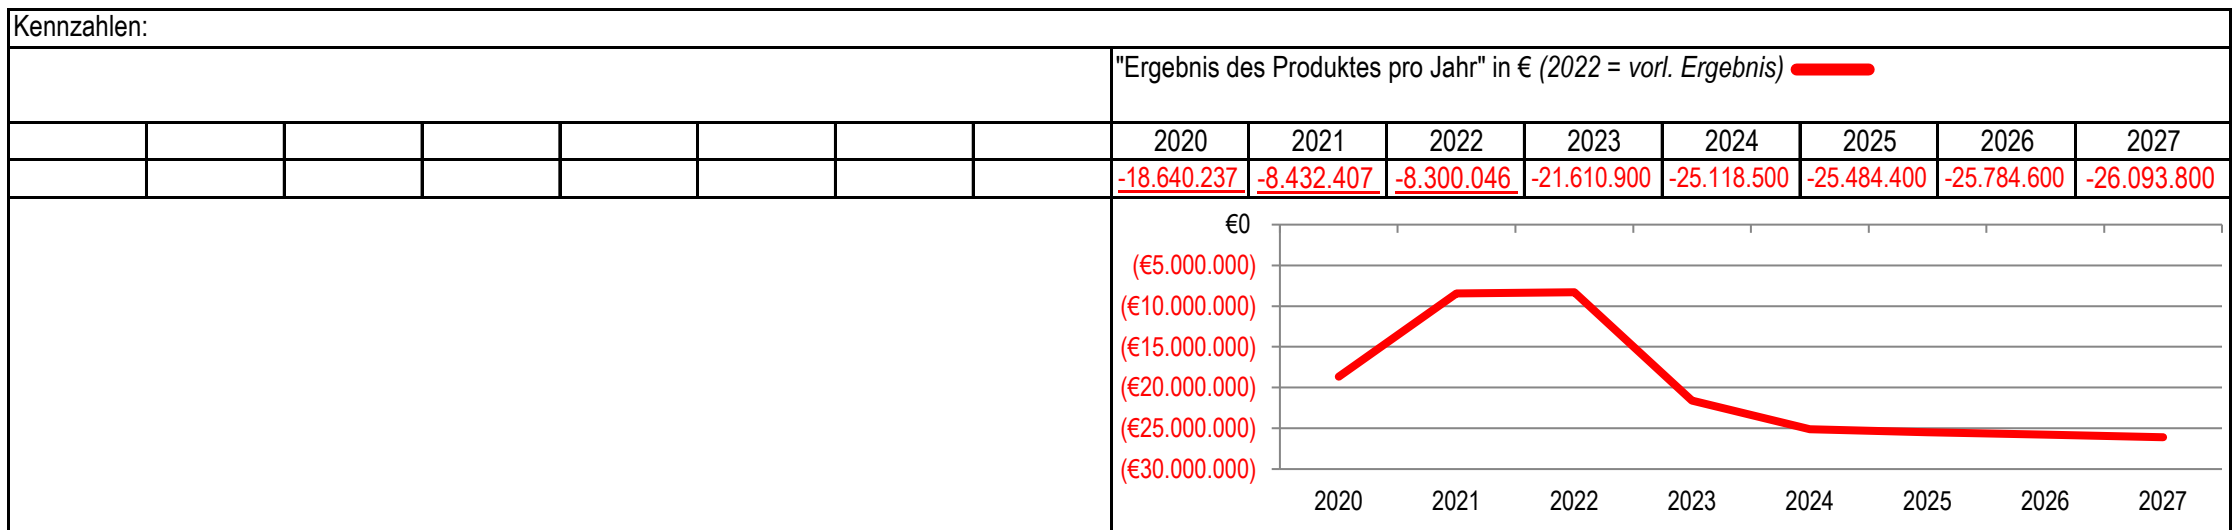 Kennzahlen:
"Ergebnis des Produktes pro Jahr" in € (2022 = vorl. Ergebnis)
2020 2021 2022 2023 2024 2025 2026 2027
-18.640.237 -8.432.407 -8.300.046 -21.610.900 -25.118.500 -25.484.400 -25.784.600 -26.093.800
€0
(€5.000.000)
(€10.000.000)
(€15.000.000)
(€20.000.000)
(€25.000.000)
(€30.000.000)
2020 2021 2022 2023 2024 2025 2026 2027